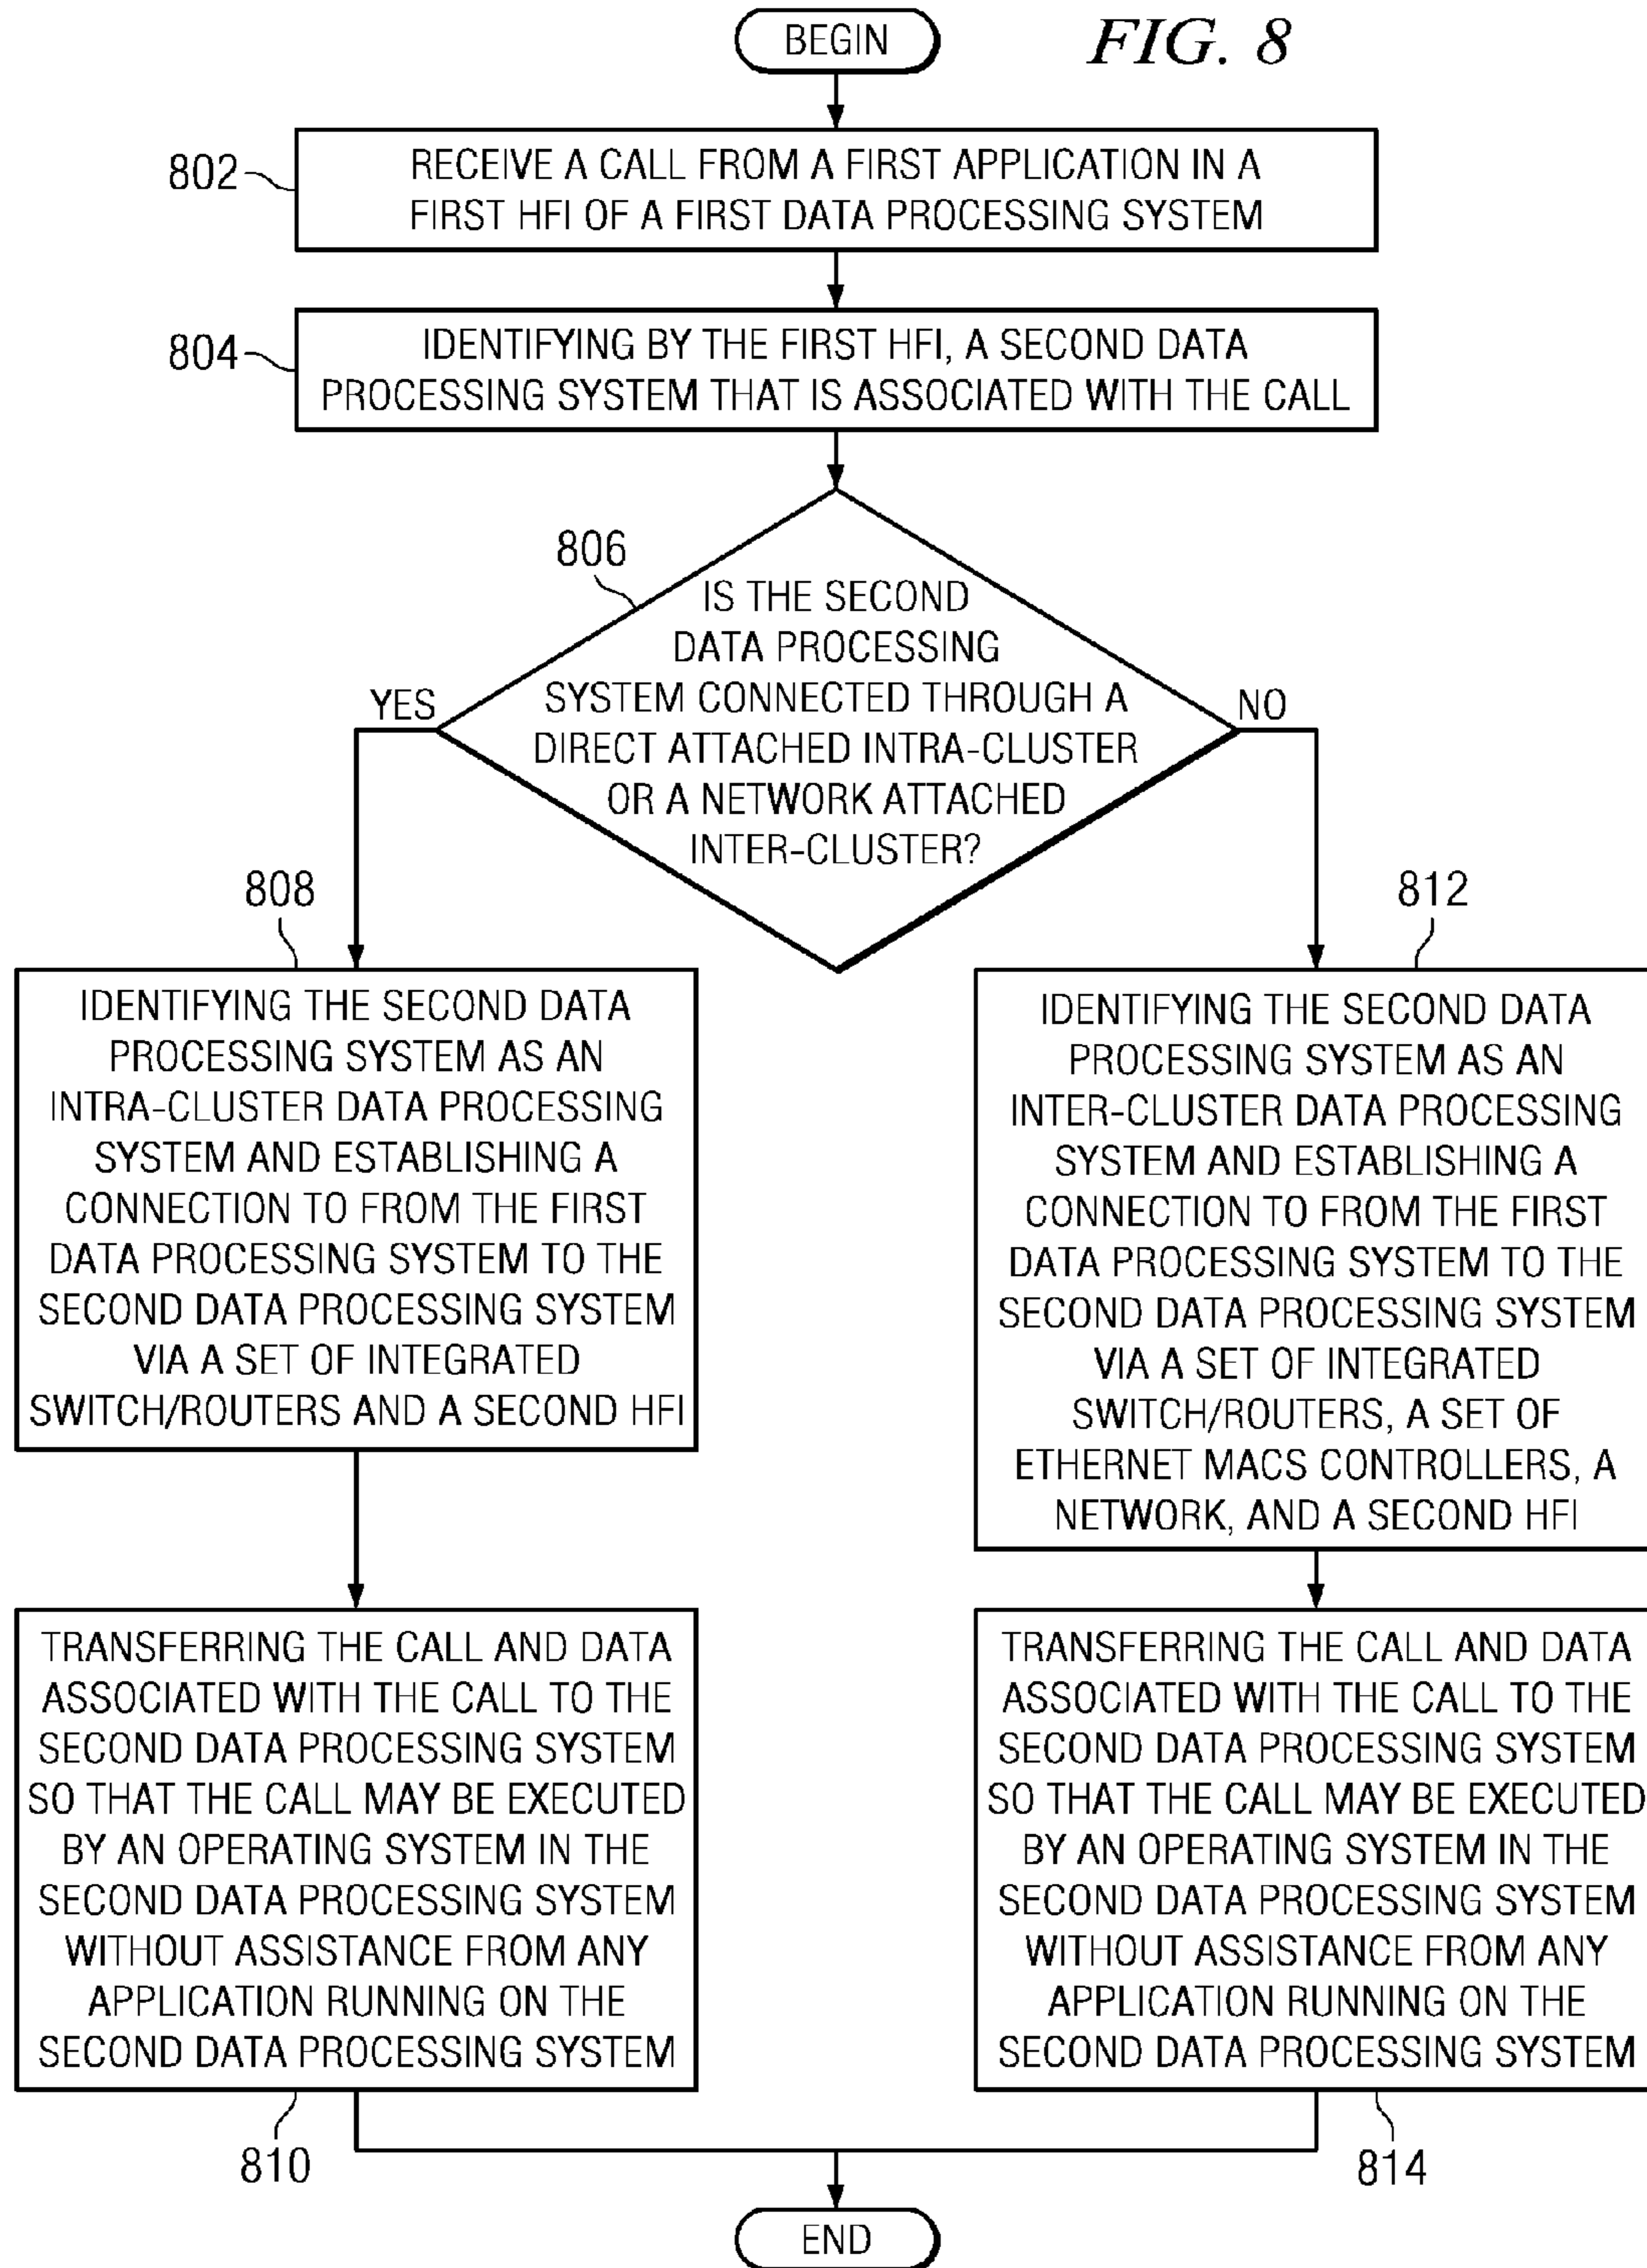 BEGIN
FIG. 8
802
RECEIVE A CALL FROM A FIRST APPLICATION IN A
FIRST HFI OF A FIRST DATA PROCESSING SYSTEM
804
IDENTIFYING BY THE FIRST HFI, A SECOND DATA
PROCESSING SYSTEM THAT IS ASSOCIATED WITH THE CALL
806
IS THE SECOND
DATA PROCESSING
SYSTEM CONNECTED THROUGH A
DIRECT ATTACHED INTRA-CLUSTER
OR A NETWORK ATTACHED
INTER-CLUSTER?
YES
NO
808
IDENTIFYING THE SECOND DATA
PROCESSING SYSTEM AS AN
INTRA-CLUSTER DATA PROCESSING
SYSTEM AND ESTABLISHING A
CONNECTION TO FROM THE FIRST
DATA PROCESSING SYSTEM TO THE
SECOND DATA PROCESSING SYSTEM
VIA A SET OF INTEGRATED
SWITCH/ROUTERS AND A SECOND HFI
812
IDENTIFYING THE SECOND DATA
PROCESSING SYSTEM AS AN
INTER-CLUSTER DATA PROCESSING
SYSTEM AND ESTABLISHING A
CONNECTION TO FROM THE FIRST
DATA PROCESSING SYSTEM TO THE
SECOND DATA PROCESSING SYSTEM
VIA A SET OF INTEGRATED
SWITCH/ROUTERS, A SET OF
ETHERNET MACS CONTROLLERS, A
NETWORK, AND A SECOND HFI
TRANSFERRING THE CALL AND DATA
ASSOCIATED WITH THE CALL TO THE
SECOND DATA PROCESSING SYSTEM
SO THAT THE CALL MAY BE EXECUTED
BY AN OPERATING SYSTEM IN THE
SECOND DATA PROCESSING SYSTEM
WITHOUT ASSISTANCE FROM ANY
APPLICATION RUNNING ON THE
SECOND DATA PROCESSING SYSTEM
810
TRANSFERRING THE CALL AND DATA
ASSOCIATED WITH THE CALL TO THE
SECOND DATA PROCESSING SYSTEM
SO THAT THE CALL MAY BE EXECUTED
BY AN OPERATING SYSTEM IN THE
SECOND DATA PROCESSING SYSTEM
WITHOUT ASSISTANCE FROM ANY
APPLICATION RUNNING ON THE
SECOND DATA PROCESSING SYSTEM
814
END